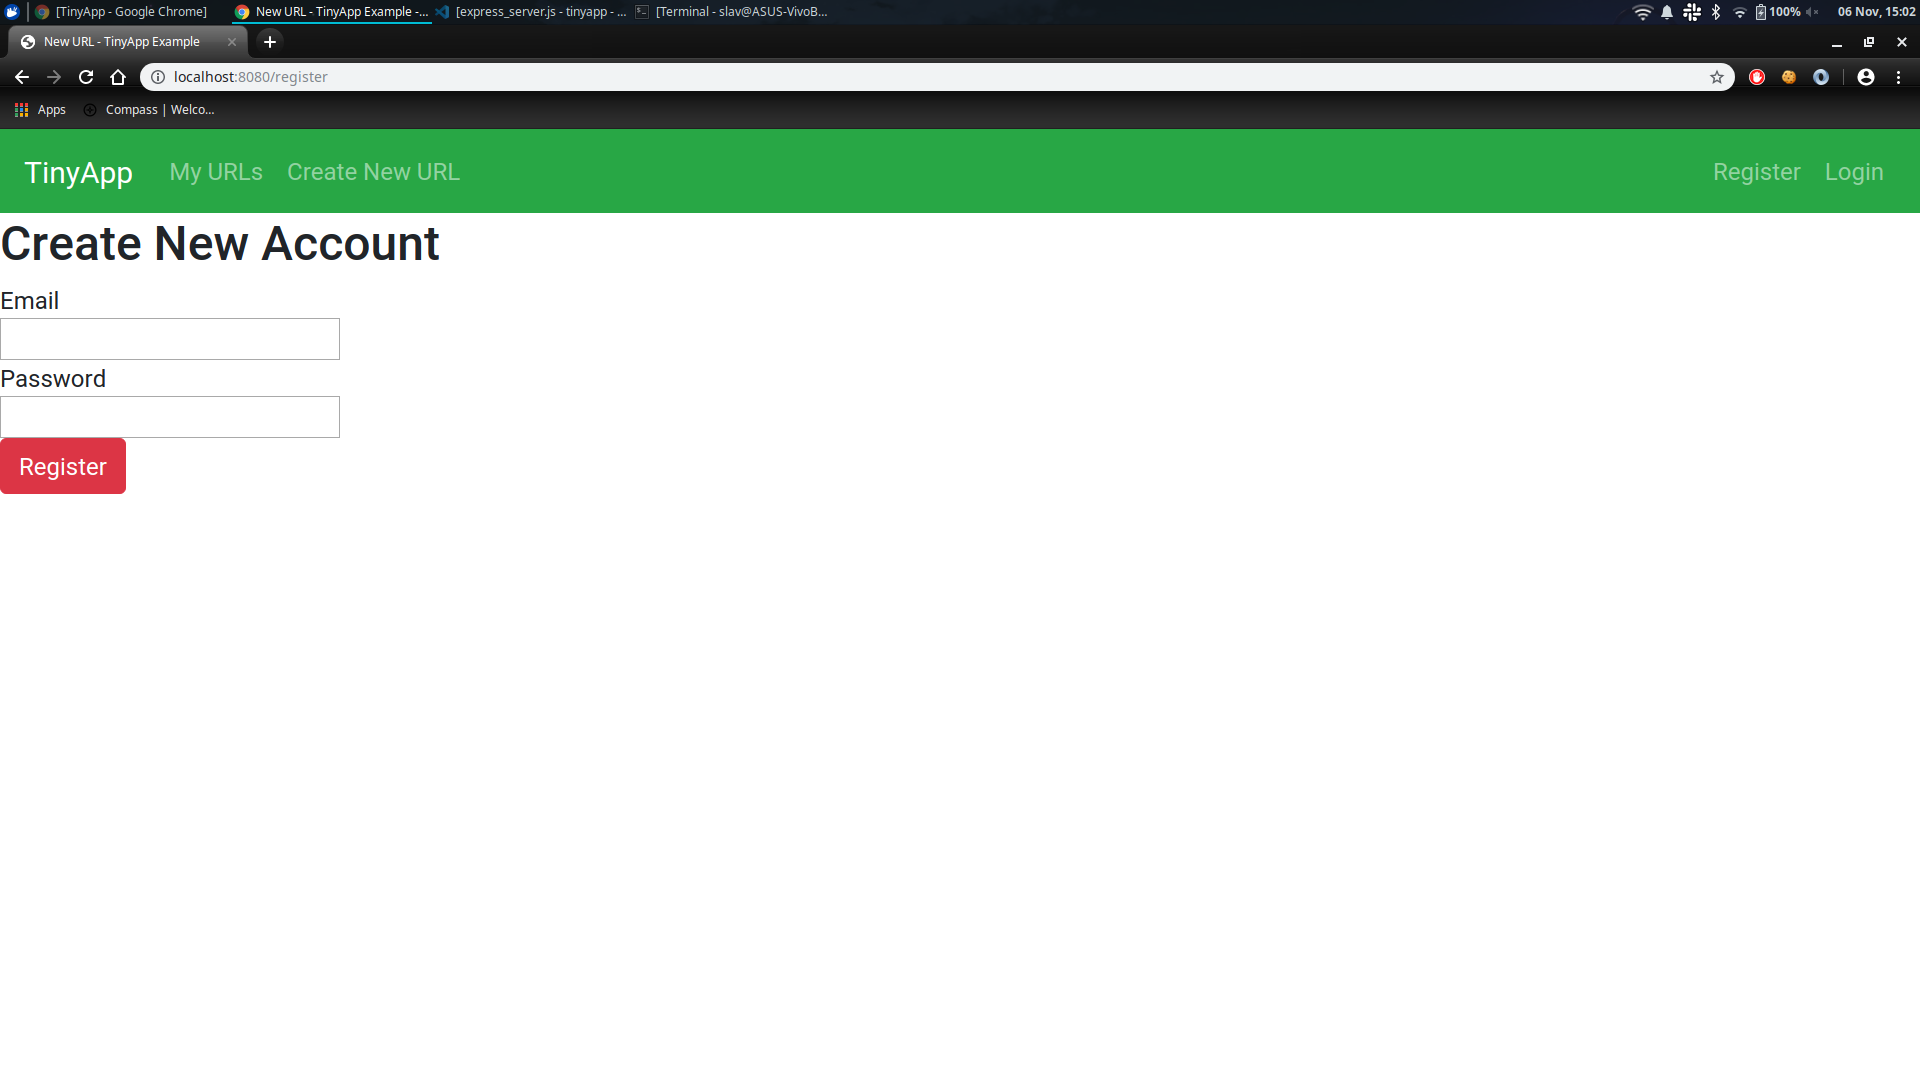 [TinyApp - Google Chrome] New URL - TinyApp Example -... [express_server.js - tinyapp - ... [Terminal - slav@ASUS-VivoB... 100% 06 Nov, 15:02
New URL - TinyApp Example
localhost:8080/register
Apps Compass | Welco...
TinyApp My URLs Create New URL Register Login
Create New Account
Email
Password
Register